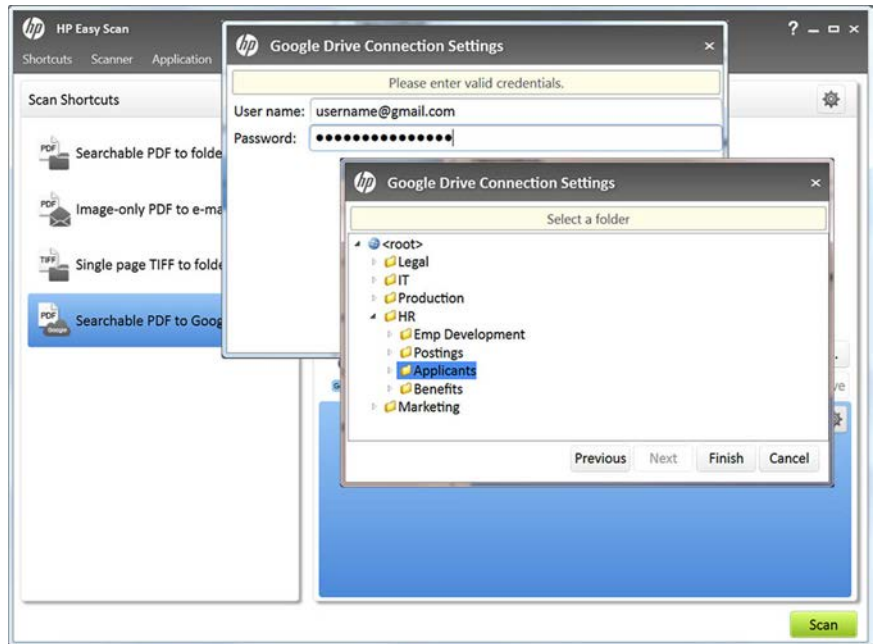 hp HP Easy Scan
Shortcuts Scanner Application
? – ×
Scan Shortcuts
PDF Searchable PDF to folde
PDF Image-only PDF to e-ma
TIFF Single page TIFF to folde
PDF Google Searchable PDF to Goog
hp Google Drive Connection Settings ×
Please enter valid credentials.
User name: username@gmail.com
Password: •••••••••••••••
hp Google Drive Connection Settings ×
Select a folder
<root>
Legal
IT
Production
HR
Emp Development
Postings
Applicants
Benefits
Marketing
Previous Next Finish Cancel
Scan